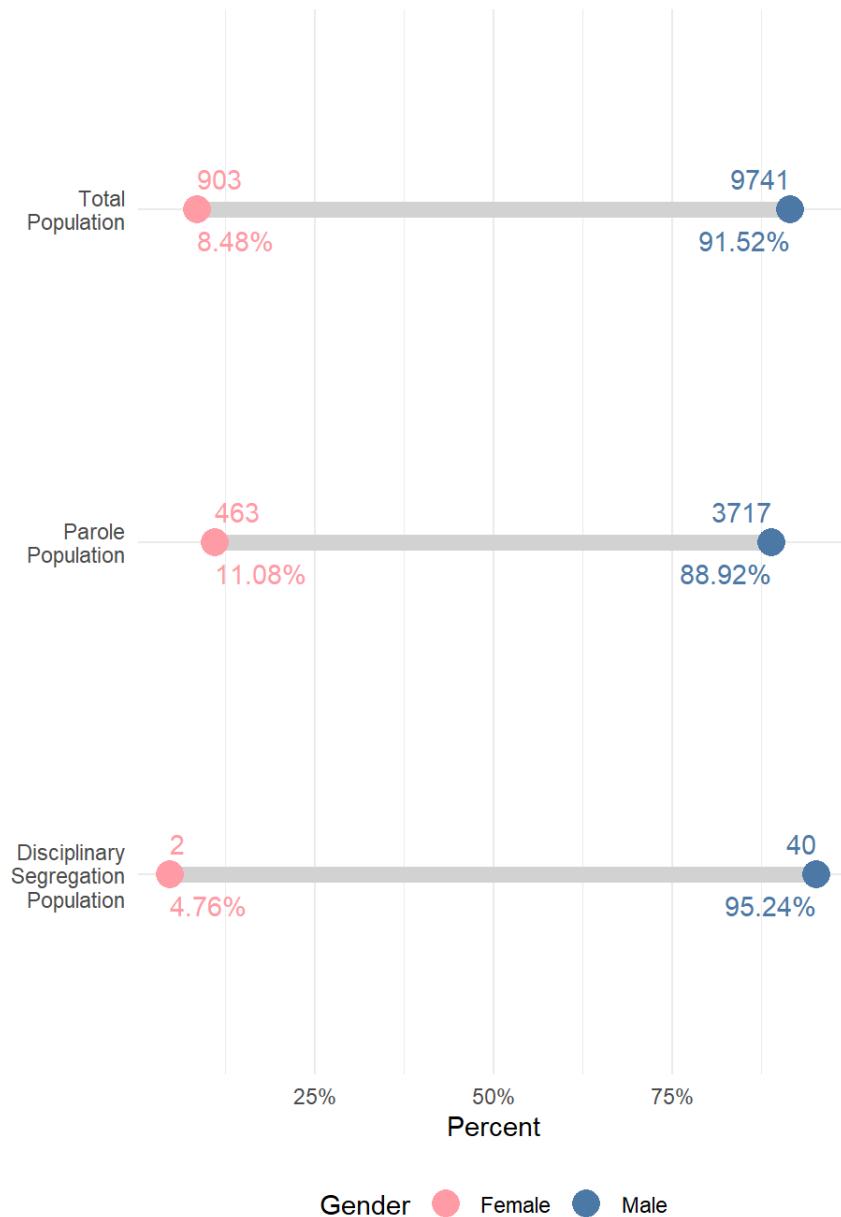 903
9741
Total
Population
8.48%
91.52%
463
3717
Parole
Population
11.08%
88.92%
2
40
Disciplinary
Segregation
Population
4.76%
95.24%
25%
50%
75%
Percent
Gender
Female
Male